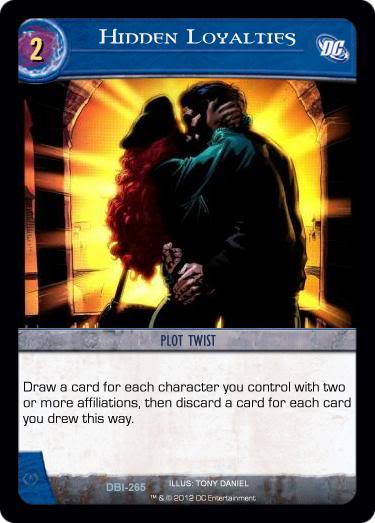 2
HIDDEN LOYALTIES
DC
PLOT TWIST
Draw a card for each character you control with two
or more affiliations, then discard a card for each card
you drew this way.
DBI-265
ILLUS: TONY DANIEL
™ & © 2012 DC Entertainment